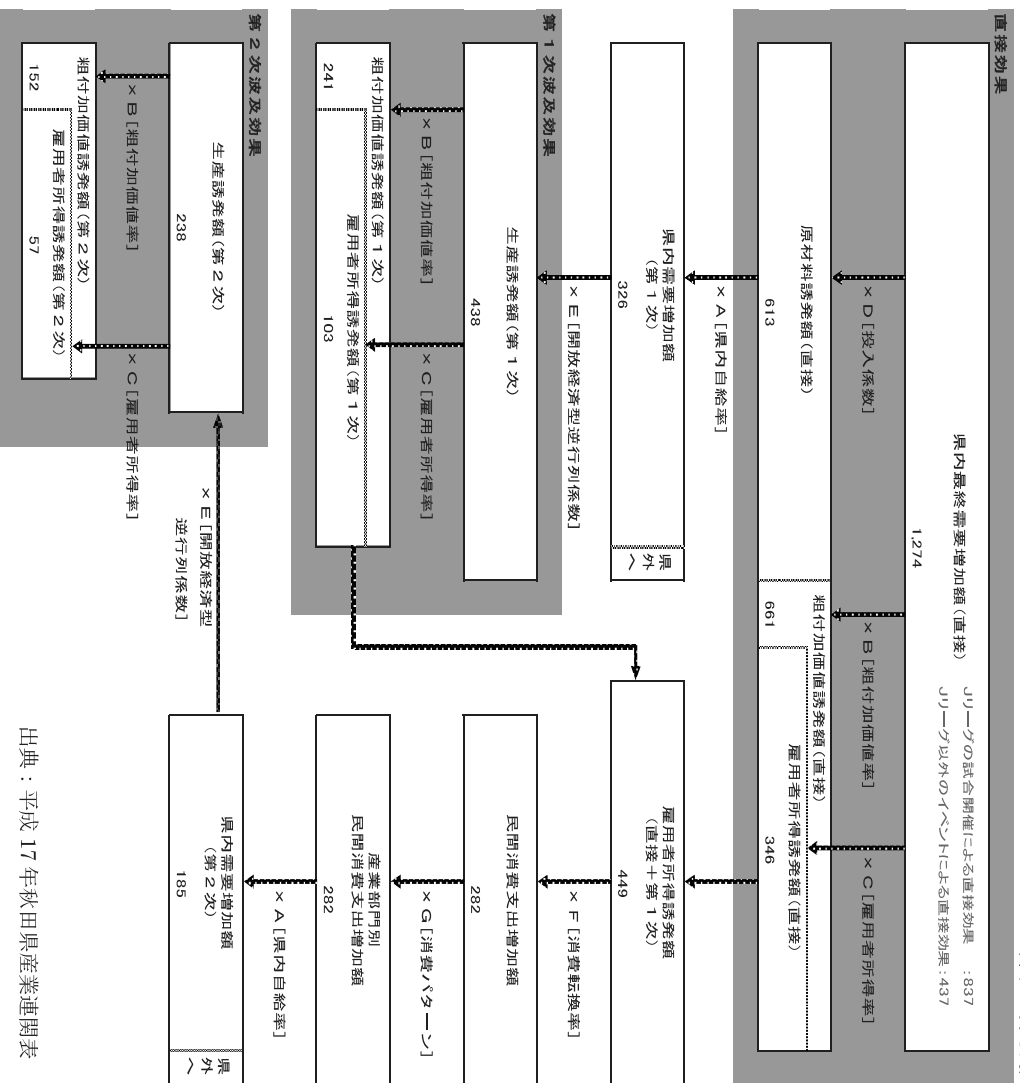 直接効果
県内最終需要増加額(直接)
1,274
Jリーグの試合開催による直接効果　:837
Jリーグ以外のイベントによる直接効果:437
×D[投入係数]
×B[粗付加価値率]
×C[雇用者所得率]
原材料誘発額(直接)
613
粗付加価値誘発額(直接)
661
雇用者所得誘発額(直接)
346
×A[県内自給率]
県内需要増加額
(第1次)
326
県外へ
雇用者所得誘発額
(直接+第1次)
449
×E[開放経済型逆行列係数]
×F[消費転換率]
第1次波及効果
生産誘発額(第1次)
438
民間消費支出増加額
282
×B[粗付加価値率]
×C[雇用者所得率]
×G[消費パターン]
粗付加価値誘発額(第1次)
241
雇用者所得誘発額(第1次)
103
産業部門別
民間消費支出増加額
282
×A[県内自給率]
第2次波及効果
生産誘発額(第2次)
238
×E[開放経済型
逆行列係数]
県内需要増加額
(第2次)
185
県外へ
×B[粗付加価値率]
×C[雇用者所得率]
粗付加価値誘発額(第2次)
152
雇用者所得誘発額(第2次)
57
出典：平成17年秋田県産業連関表